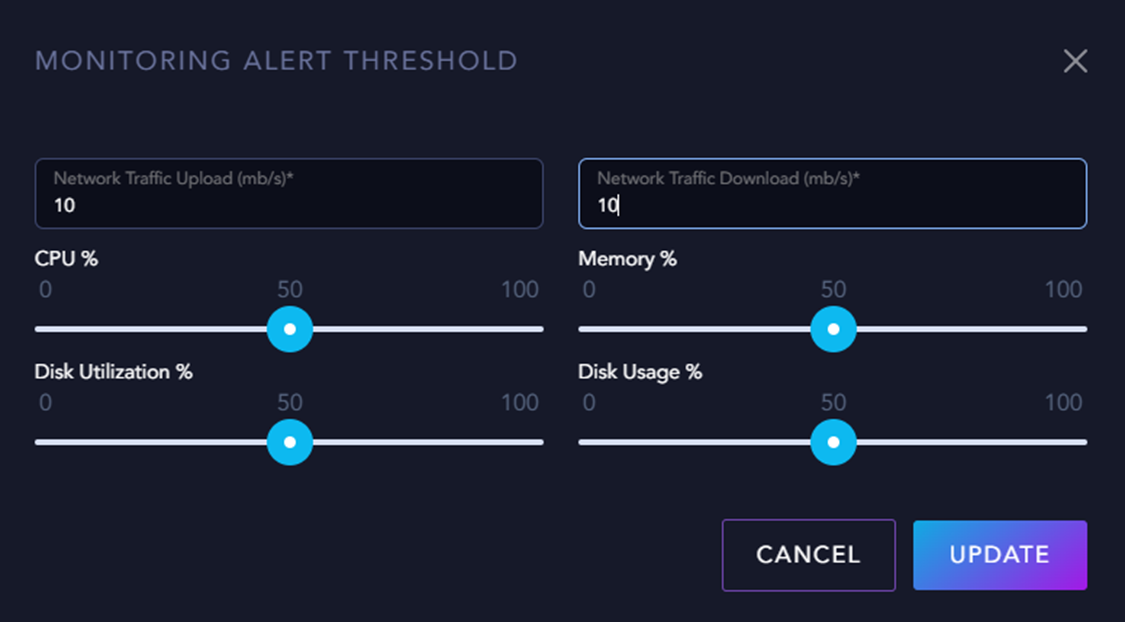 MONITORING ALERT THRESHOLD
Network Traffic Upload (mb/s)*
10
Network Traffic Download (mb/s)*
10
CPU %
0 50 100
Memory %
0 50 100
Disk Utilization %
0 50 100
Disk Usage %
0 50 100
CANCEL
UPDATE